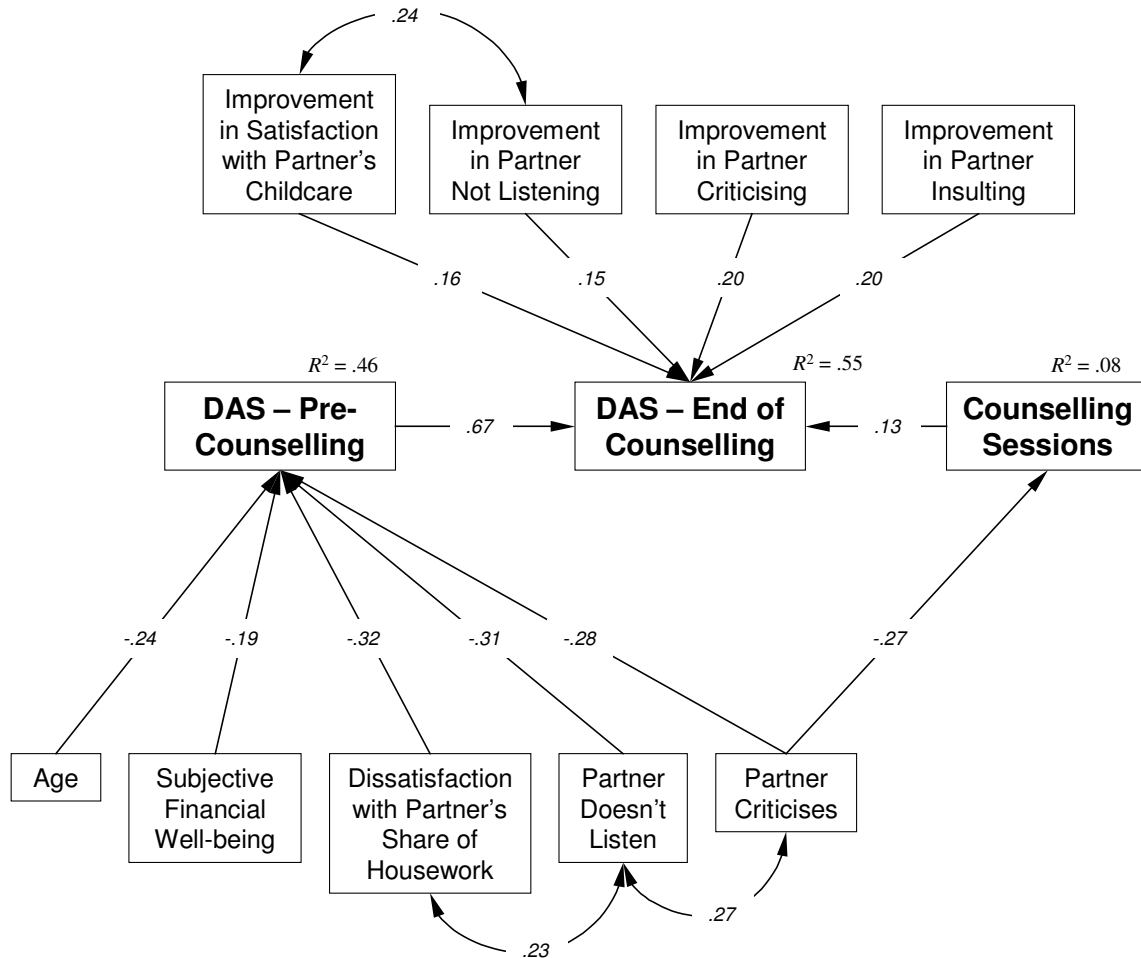 .24
Improvement
in Satisfaction
with Partner's
Childcare
Improvement
in Partner
Not Listening
Improvement
in Partner
Criticising
Improvement
in Partner
Insulting
.16
.15
.20
.20
R² = .46
R² = .55
R² = .08
DAS – Pre-
Counselling
.67
DAS – End of
Counselling
.13
Counselling
Sessions
-.24
-.19
-.32
-.31
-.28
-.27
Age
Subjective
Financial
Well-being
Dissatisfaction
with Partner's
Share of
Housework
Partner
Doesn't
Listen
Partner
Criticises
.23
.27